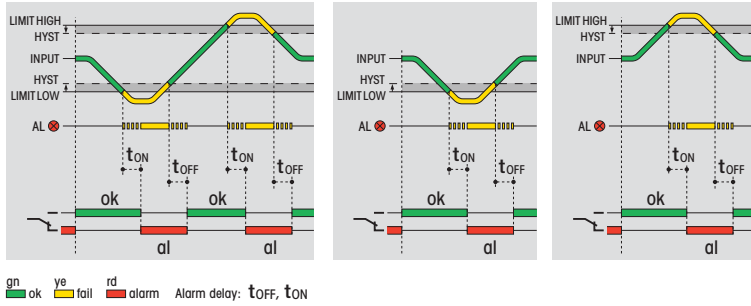 LIMIT HIGH
HYST
INPUT
HYST
LIMIT LOW
AL
tON
tOFF
tON
tOFF
ok
ok
al
al
INPUT
HYST
LIMIT LOW
AL
tON
tOFF
ok
al
LIMIT HIGH
HYST
INPUT
AL
tON
tOFF
ok
al
gn ye rd
ok fail alarm Alarm delay: tOFF, tON